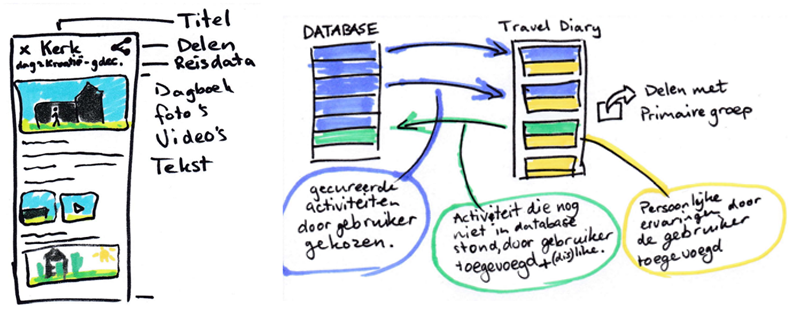 Titel
x Kerk
Delen
dag 2 Kroatië - 9 dec.
Reisdata
Dagboek
foto's
Video's
Tekst
DATABASE
Travel Diary
Delen met
Primaire groep
gecureerde
activiteiten
door gebruiker
gekozen.
Activiteit die nog
niet in database
stond, door gebruiker
toegevoegd + (dis)like.
Persoonlijke
ervaringen door
de gebruiker
toegevoegd